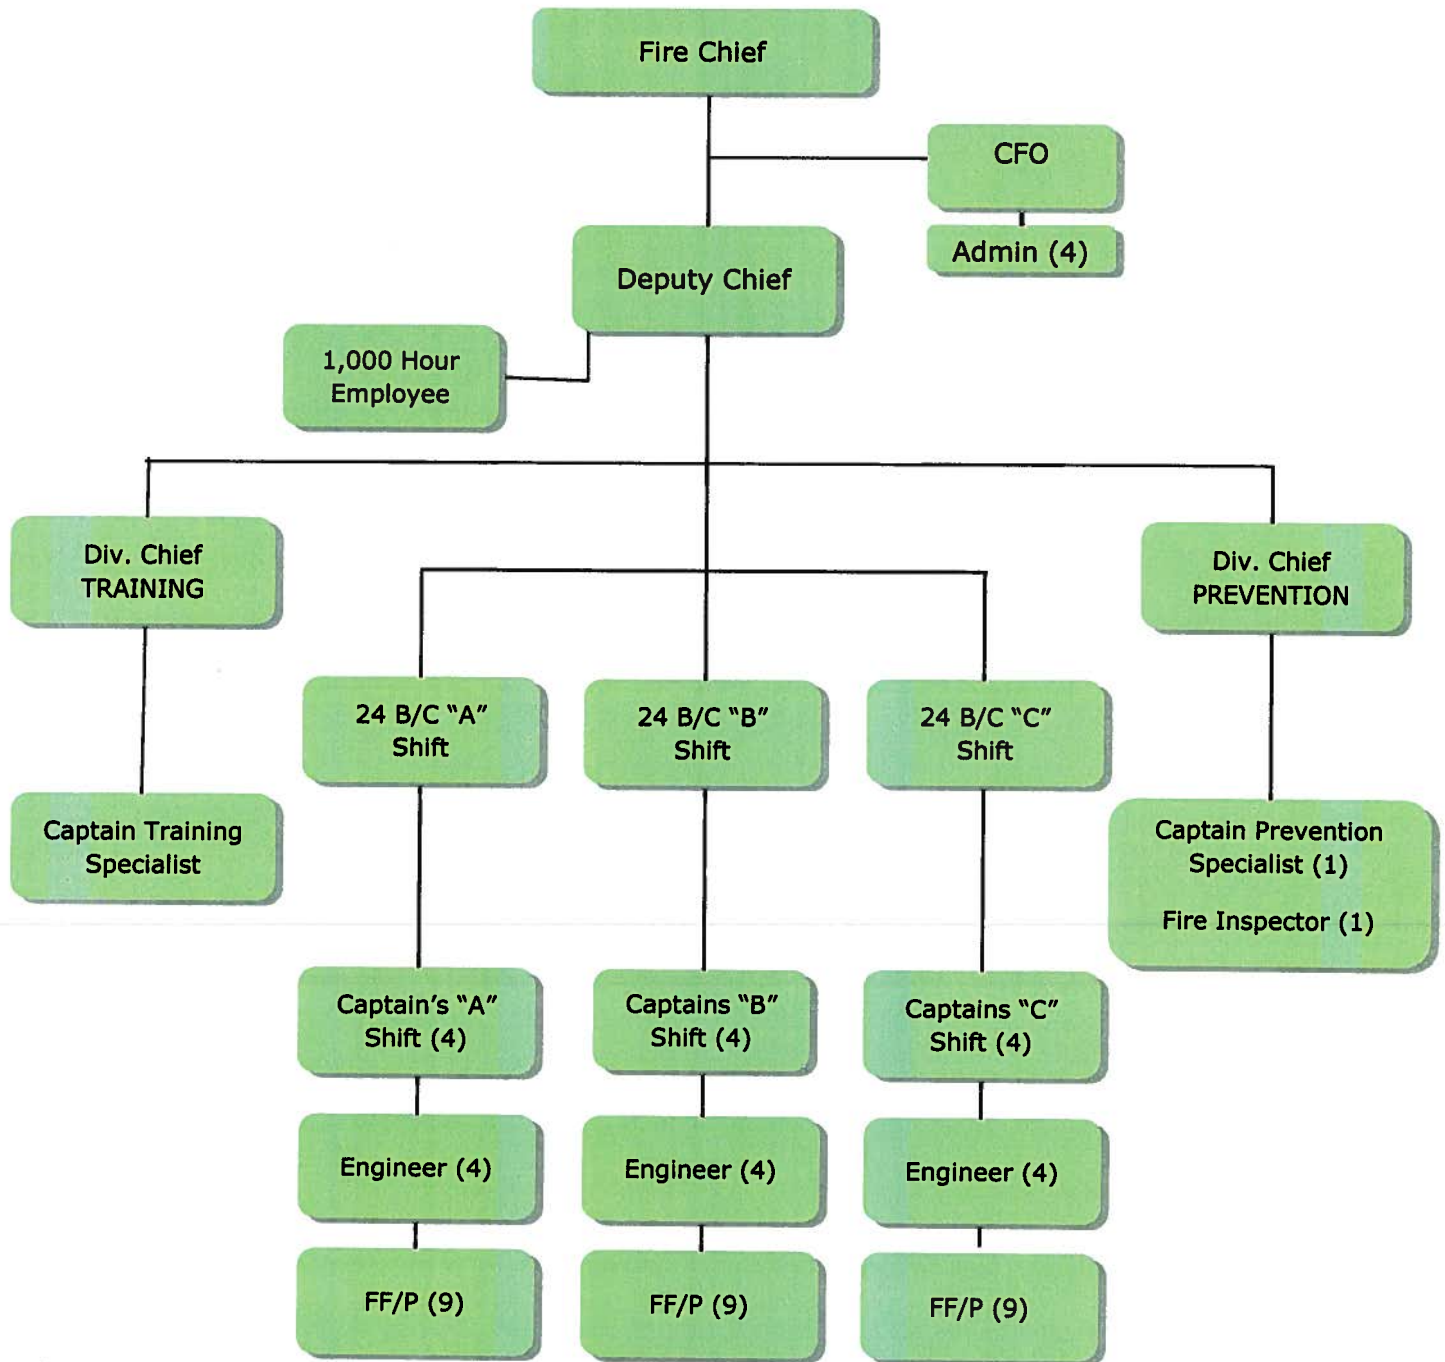 Fire Chief
CFO
Admin (4)
Deputy Chief
1,000 Hour
Employee
Div. Chief
TRAINING
Div. Chief
PREVENTION
24 B/C “A”
Shift
24 B/C “B”
Shift
24 B/C “C”
Shift
Captain Training
Specialist
Captain Prevention
Specialist (1)
Fire Inspector (1)
Captain’s “A”
Shift (4)
Captains “B”
Shift (4)
Captains “C”
Shift (4)
Engineer (4)
Engineer (4)
Engineer (4)
FF/P (9)
FF/P (9)
FF/P (9)